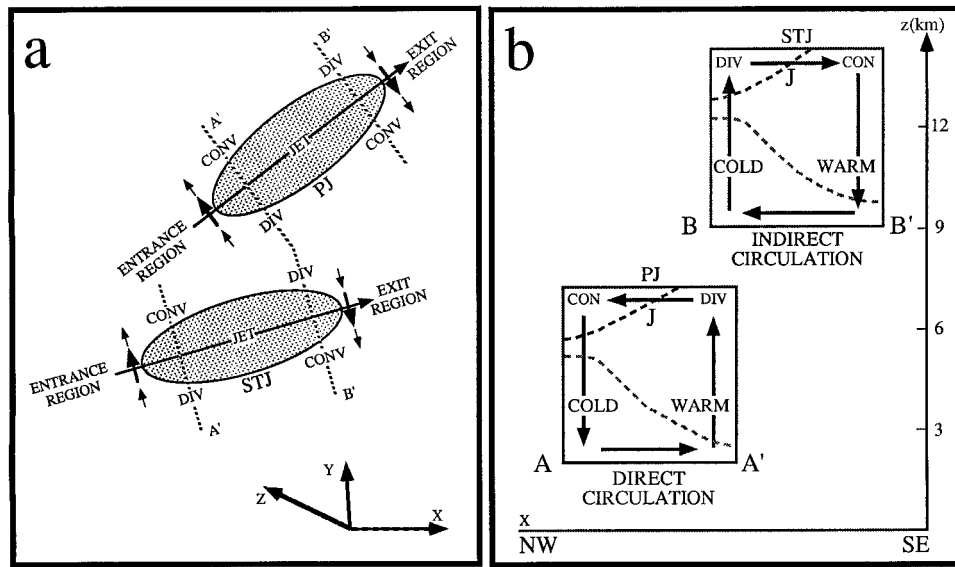 a
B'
DIV
EXIT
REGION
A'
CONV
JET
CONV
PJ
DIV
ENTRANCE
REGION
DIV
CONV
EXIT
REGION
JET
ENTRANCE
REGION
STJ
CONV
DIV
B'
A'
Y
Z
X
b
z(km)
STJ
DIV
CON
J
12
COLD
WARM
B
B'
9
INDIRECT
CIRCULATION
PJ
CON
DIV
J
6
COLD
WARM
3
A
A'
DIRECT
CIRCULATION
x
NW
SE